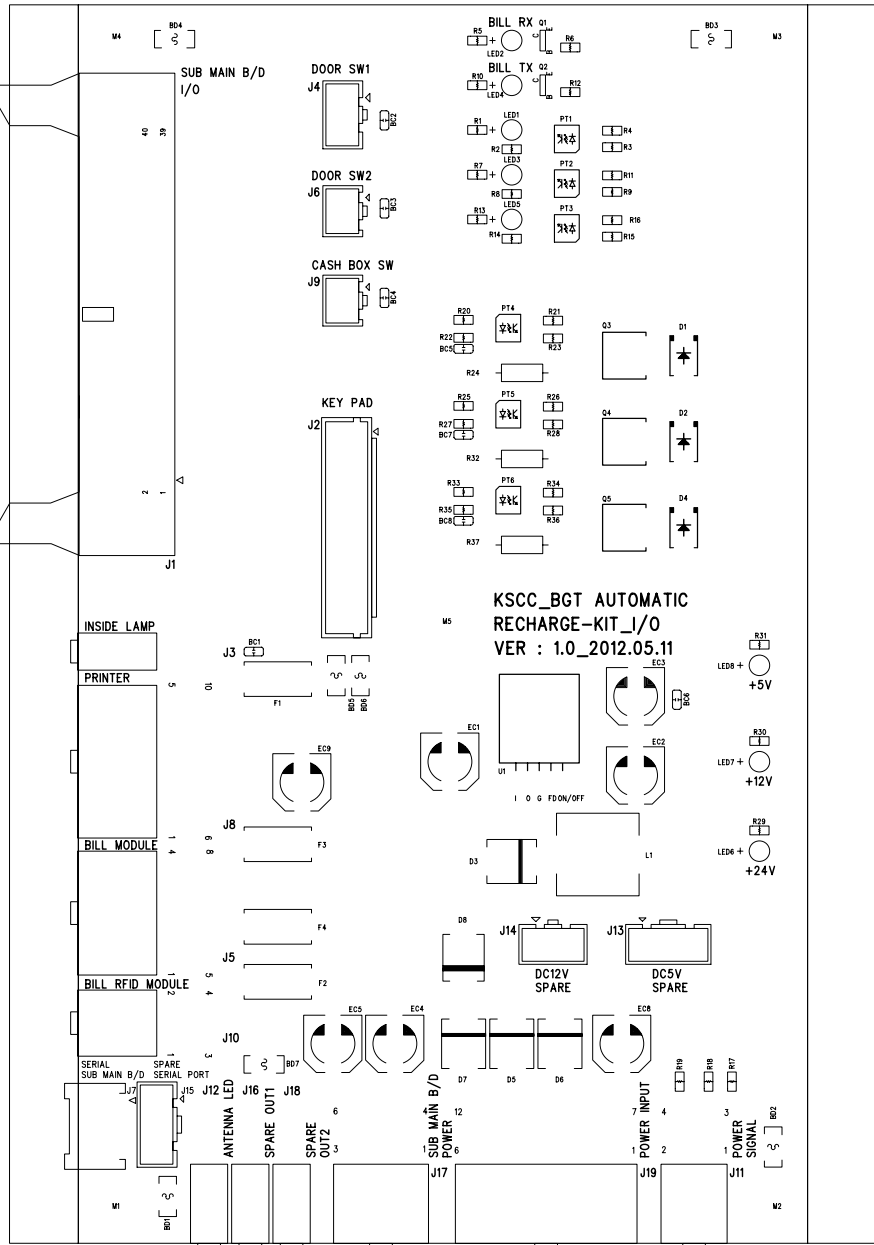 M4
BD4
BILL RX
R5
LED2
Q1
C
E
B
R6
BD3
M3
BILL TX
R10
LED4
Q2
C
E
B
R12
SUB MAIN B/D
I/O
40
39
2
1
J1
DOOR SW1
J4
BC2
DOOR SW2
J6
BC3
CASH BOX SW
J9
BC4
R1
LED1
R2
PT1
R4
R3
R7
LED3
R8
PT2
R11
R9
R13
LED5
R14
PT3
R16
R15
R20
PT4
R21
R22
R23
BC5
R24
Q3
D1
R25
PT5
R26
R27
R28
BC7
R32
Q4
D2
R33
PT6
R34
R35
R36
BC8
R37
Q5
D4
KEY PAD
J2
M5
KSCC_BGT AUTOMATIC
RECHARGE-KIT_I/O
VER : 1.0_2012.05.11
INSIDE LAMP
J3
BC1
F1
BD5
BD6
PRINTER
5
10
1
6
J8
F3
EC9
EC1
U1
I O G FDON/OFF
EC3
BC6
EC2
R31
LED8
+5V
R30
LED7
+12V
R29
LED6
+24V
D3
L1
BILL MODULE
4
8
1
5
J5
F4
F2
D8
J14
DC12V
SPARE
J13
DC5V
SPARE
BILL RFID MODULE
2
4
1
3
J10
BD7
EC5
EC4
D7
D5
D6
EC8
R19
R18
R17
BD2
SERIAL
SUB MAIN B/D
J7
SPARE
SERIAL PORT
J15
J12
ANTENNA LED
J16
SPARE OUT1
J18
SPARE
OUT2
6
4
3
1
SUB MAIN B/D
POWER
J17
12
7
6
1
POWER INPUT
J19
4
3
2
1
POWER
SIGNAL
J11
M1
BD1
M2